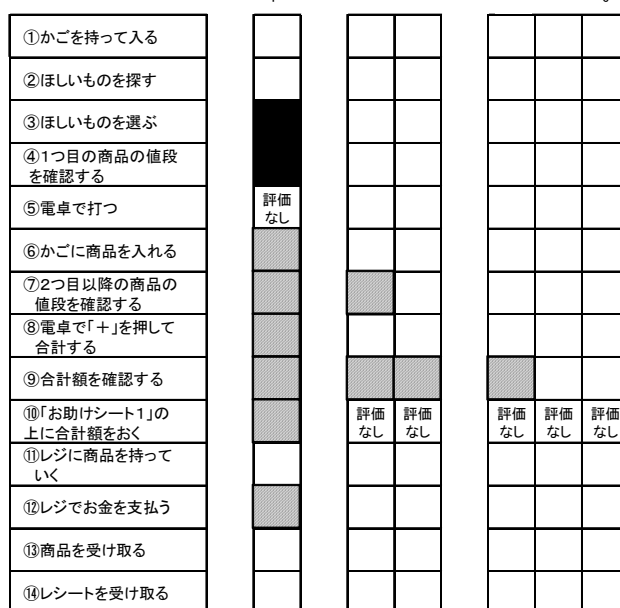 ①かごを持って入る
②ほしいものを探す
③ほしいものを選ぶ
④1つ目の商品の値段
を確認する
⑤電卓で打つ
評価
なし
⑥かごに商品を入れる
⑦2つ目以降の商品の
値段を確認する
⑧電卓で「+」を押して
合計する
⑨合計額を確認する
⑩「お助けシート1」の
上に合計額をおく
評価 評価 評価 評価 評価
なし なし なし なし なし
⑪レジに商品を持って
いく
⑫レジでお金を支払う
⑬商品を受け取る
⑭レシートを受け取る